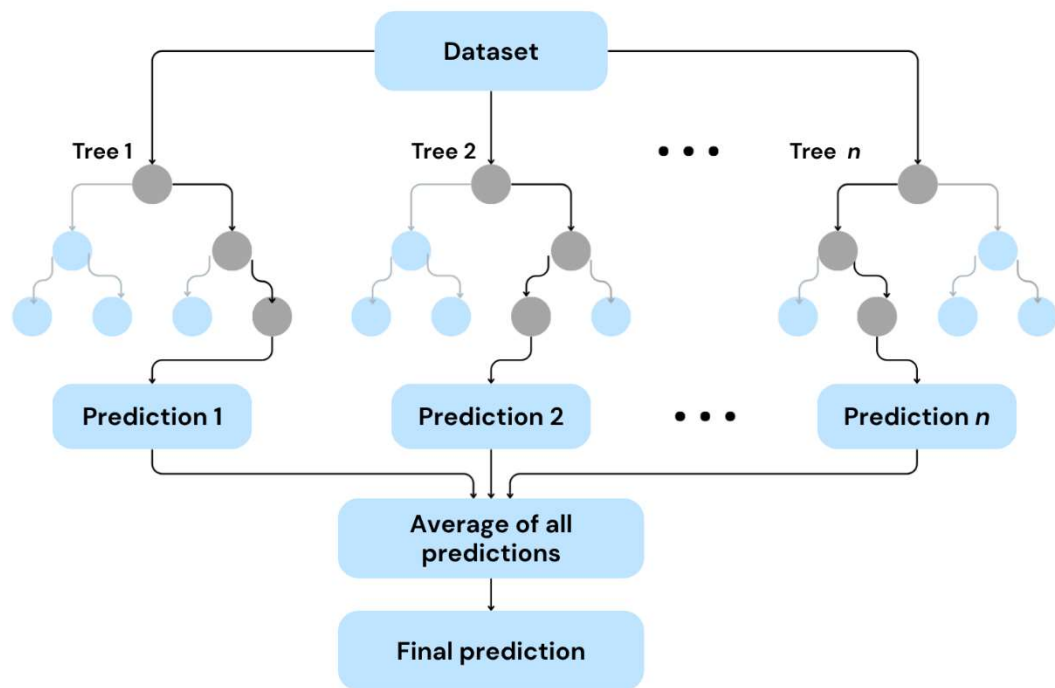 Dataset
Tree 1
Tree 2
• • •
Tree n
Prediction 1
Prediction 2
• • •
Prediction n
Average of all
predictions
Final prediction